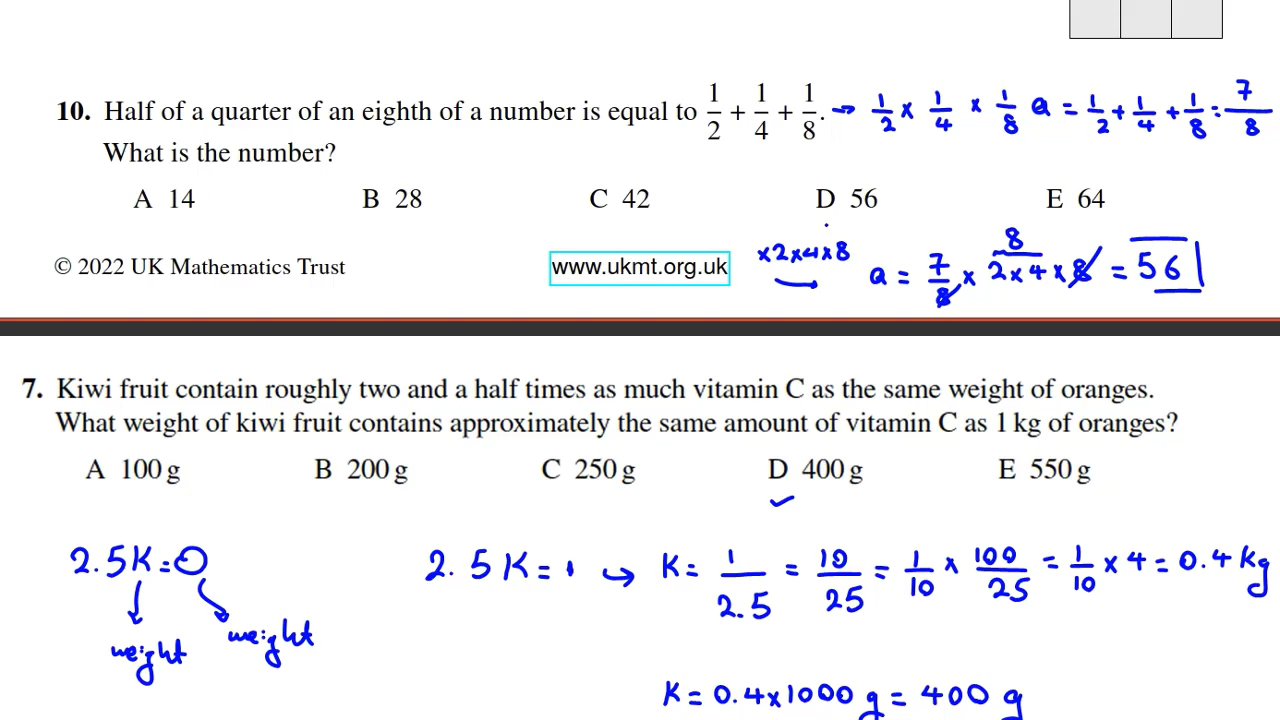 10. Half of a quarter of an eighth of a number is equal to 1/2 + 1/4 + 1/8. → 1/2 × 1/4 × 1/8 a = 1/2 + 1/4 + 1/8 = 7/8
What is the number?
A 14 B 28 C 42 D 56 E 64
×2×4×8 → a = 7/8 × 2×4×8 = 56
8
© 2022 UK Mathematics Trust www.ukmt.org.uk
7. Kiwi fruit contain roughly two and a half times as much vitamin C as the same weight of oranges.
What weight of kiwi fruit contains approximately the same amount of vitamin C as 1 kg of oranges?
A 100 g B 200 g C 250 g D 400 g E 550 g
✓
2.5K = O
weight weight
2.5K = 1 → K = 1/2.5 = 10/25 = 1/10 × 100/25 = 1/10 × 4 = 0.4 kg
K = 0.4×1000 g = 400 g